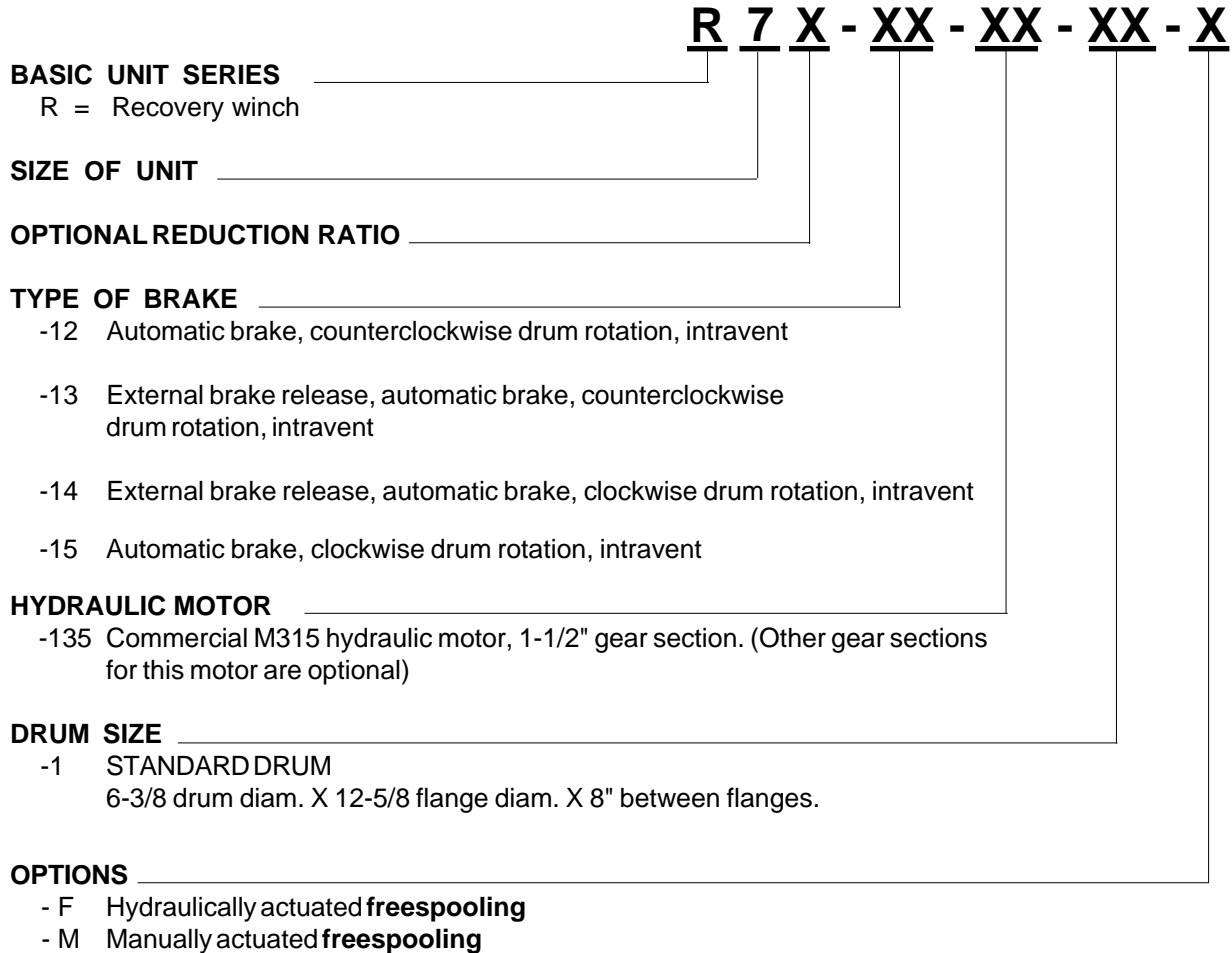 R 7 X - XX - XX - XX - X
BASIC UNIT SERIES
R = Recovery winch
SIZE OF UNIT
OPTIONAL REDUCTION RATIO
TYPE OF BRAKE
-12 Automatic brake, counterclockwise drum rotation, intravent
-13 External brake release, automatic brake, counterclockwise
drum rotation, intravent
-14 External brake release, automatic brake, clockwise drum rotation, intravent
-15 Automatic brake, clockwise drum rotation, intravent
HYDRAULIC MOTOR
-135 Commercial M315 hydraulic motor, 1-1/2" gear section. (Other gear sections
for this motor are optional)
DRUM SIZE
-1 STANDARD DRUM
6-3/8 drum diam. X 12-5/8 flange diam. X 8" between flanges.
OPTIONS
- F Hydraulically actuated freespooling
- M Manually actuated freespooling